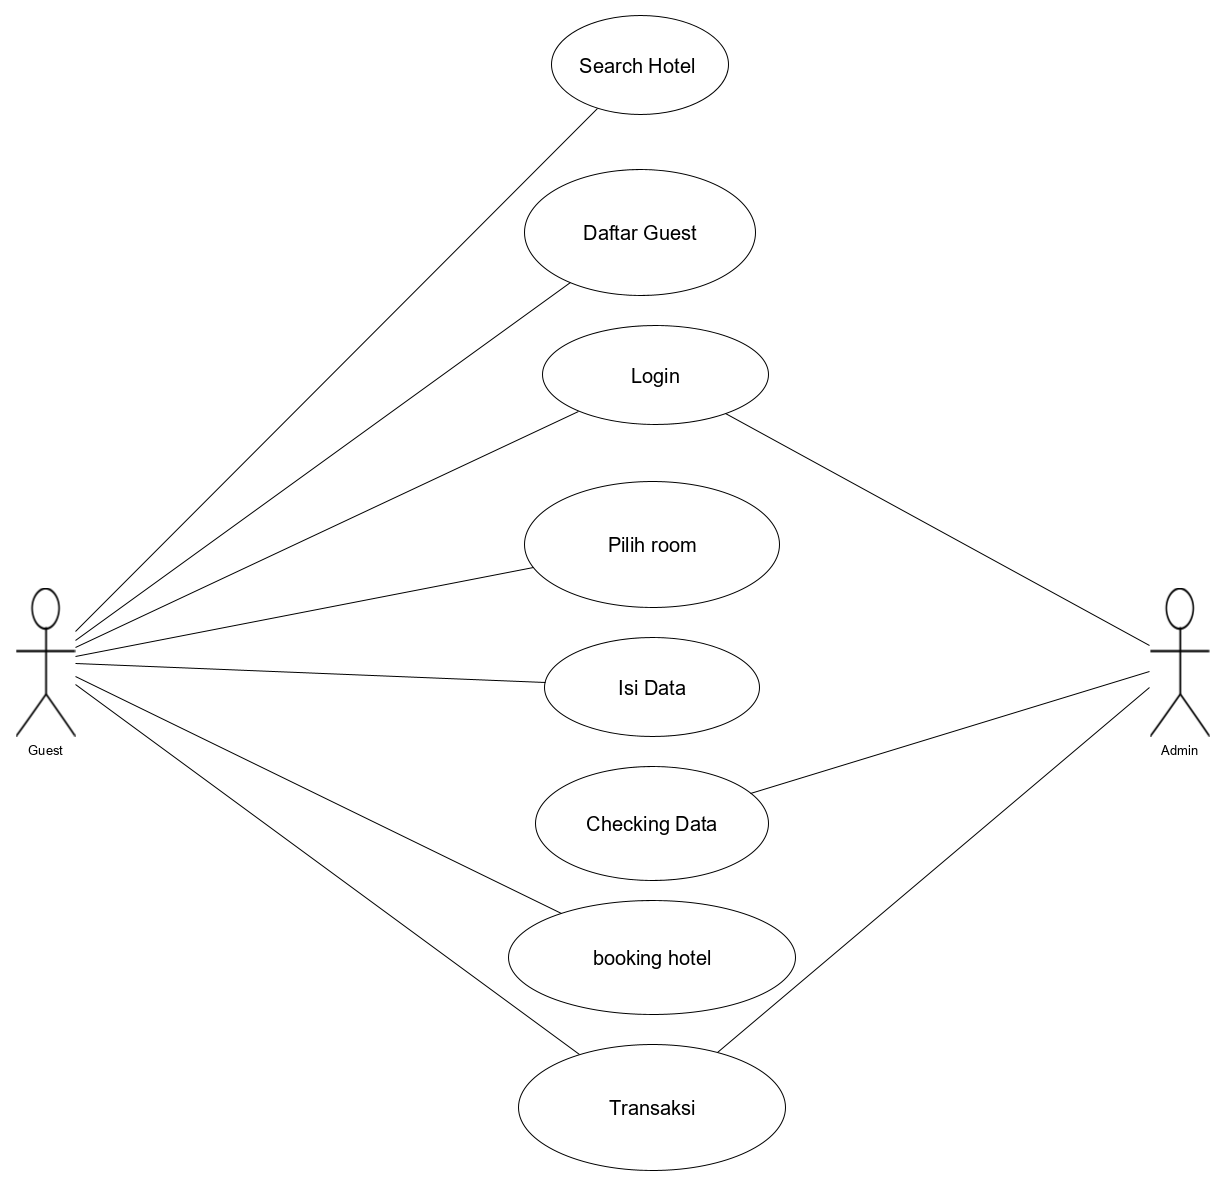 Search Hotel
Daftar Guest
Login
Pilih room
Isi Data
Guest
Admin
Checking Data
booking hotel
Transaksi